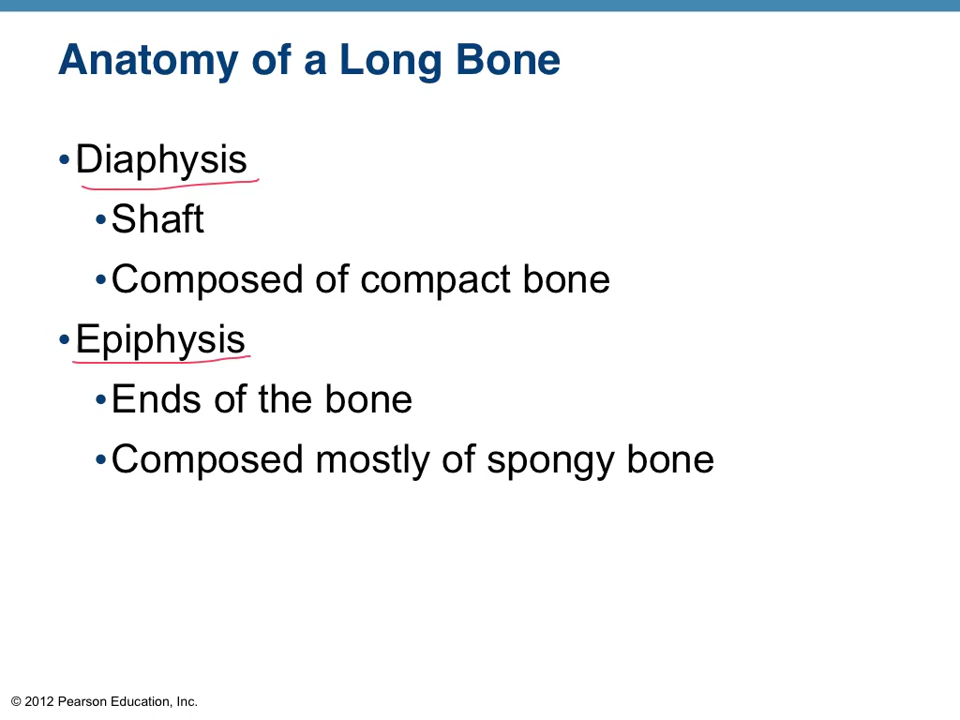 Anatomy of a Long Bone
•Diaphysis
•Shaft
•Composed of compact bone
•Epiphysis
•Ends of the bone
•Composed mostly of spongy bone
© 2012 Pearson Education, Inc.